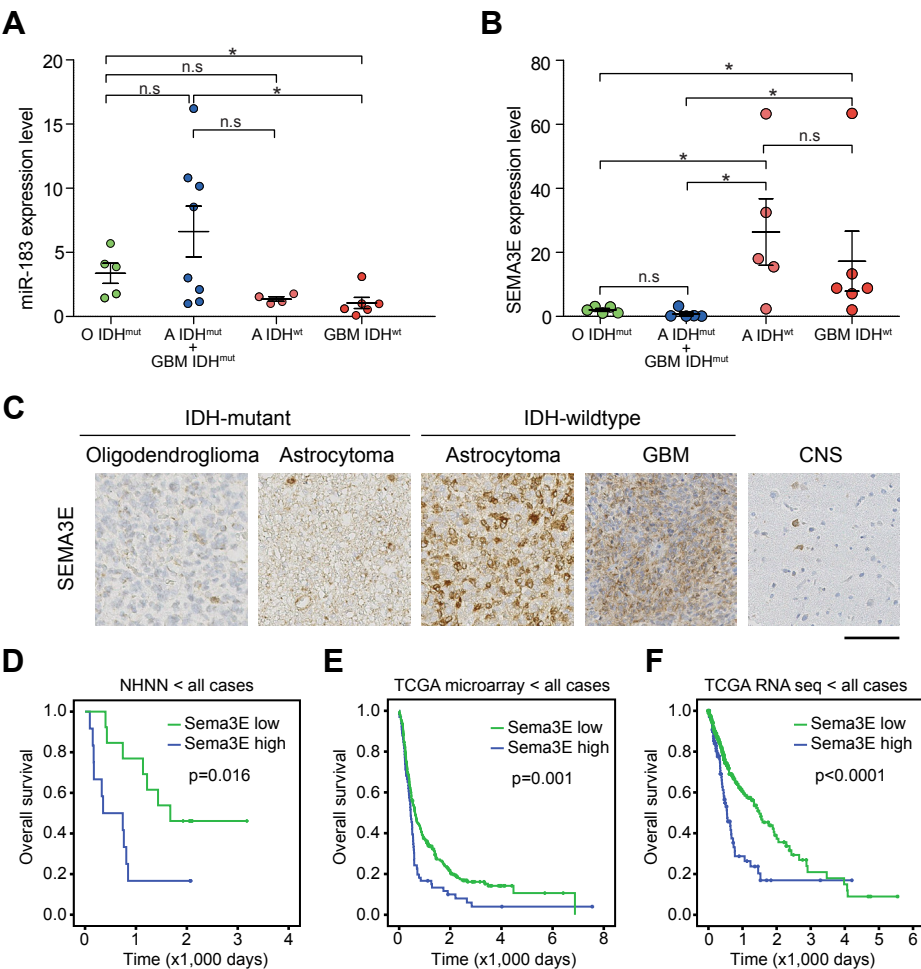 A
miR-183 expression level
20
15
10
5
0
*
n.s
n.s
*
n.s
O IDHmut
A IDHmut
+
GBM IDHmut
A IDHwt
GBM IDHwt
B
SEMA3E expression level
80
60
40
20
0
*
*
n.s
*
*
n.s
O IDHmut
A IDHmut
+
GBM IDHmut
A IDHwt
GBM IDHwt
C
IDH-mutant
IDH-wildtype
Oligodendroglioma
Astrocytoma
Astrocytoma
GBM
CNS
SEMA3E
D
NHNN < all cases
Overall survival
1.0
0.8
0.6
0.4
0.2
0.0
Sema3E low
Sema3E high
p=0.016
0 1 2 3 4
Time (x1,000 days)
E
TCGA microarray < all cases
Overall survival
1.0
0.8
0.6
0.4
0.2
0.0
Sema3E low
Sema3E high
p=0.001
0 2 4 6 8
Time (x1,000 days)
F
TCGA RNA seq < all cases
Overall survival
1.0
0.8
0.6
0.4
0.2
0.0
Sema3E low
Sema3E high
p<0.0001
0 1 2 3 4 5 6
Time (x1,000 days)